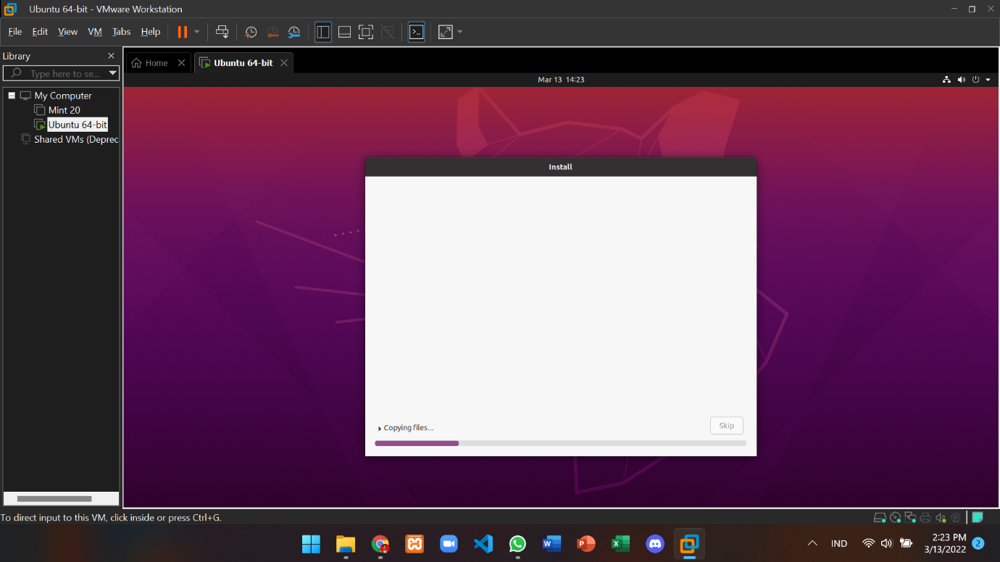 Ubuntu 64-bit - VMware Workstation
File Edit View VM Tabs Help
Library
Type here to se...
My Computer
Mint 20
Ubuntu 64-bit
Shared VMs (Deprec
Home
Ubuntu 64-bit
Mar 13 14:23
Install
Copying files...
Skip
To direct input to this VM, click inside or press Ctrl+G.
W
P
X
IND
2:23 PM
3/13/2022
2